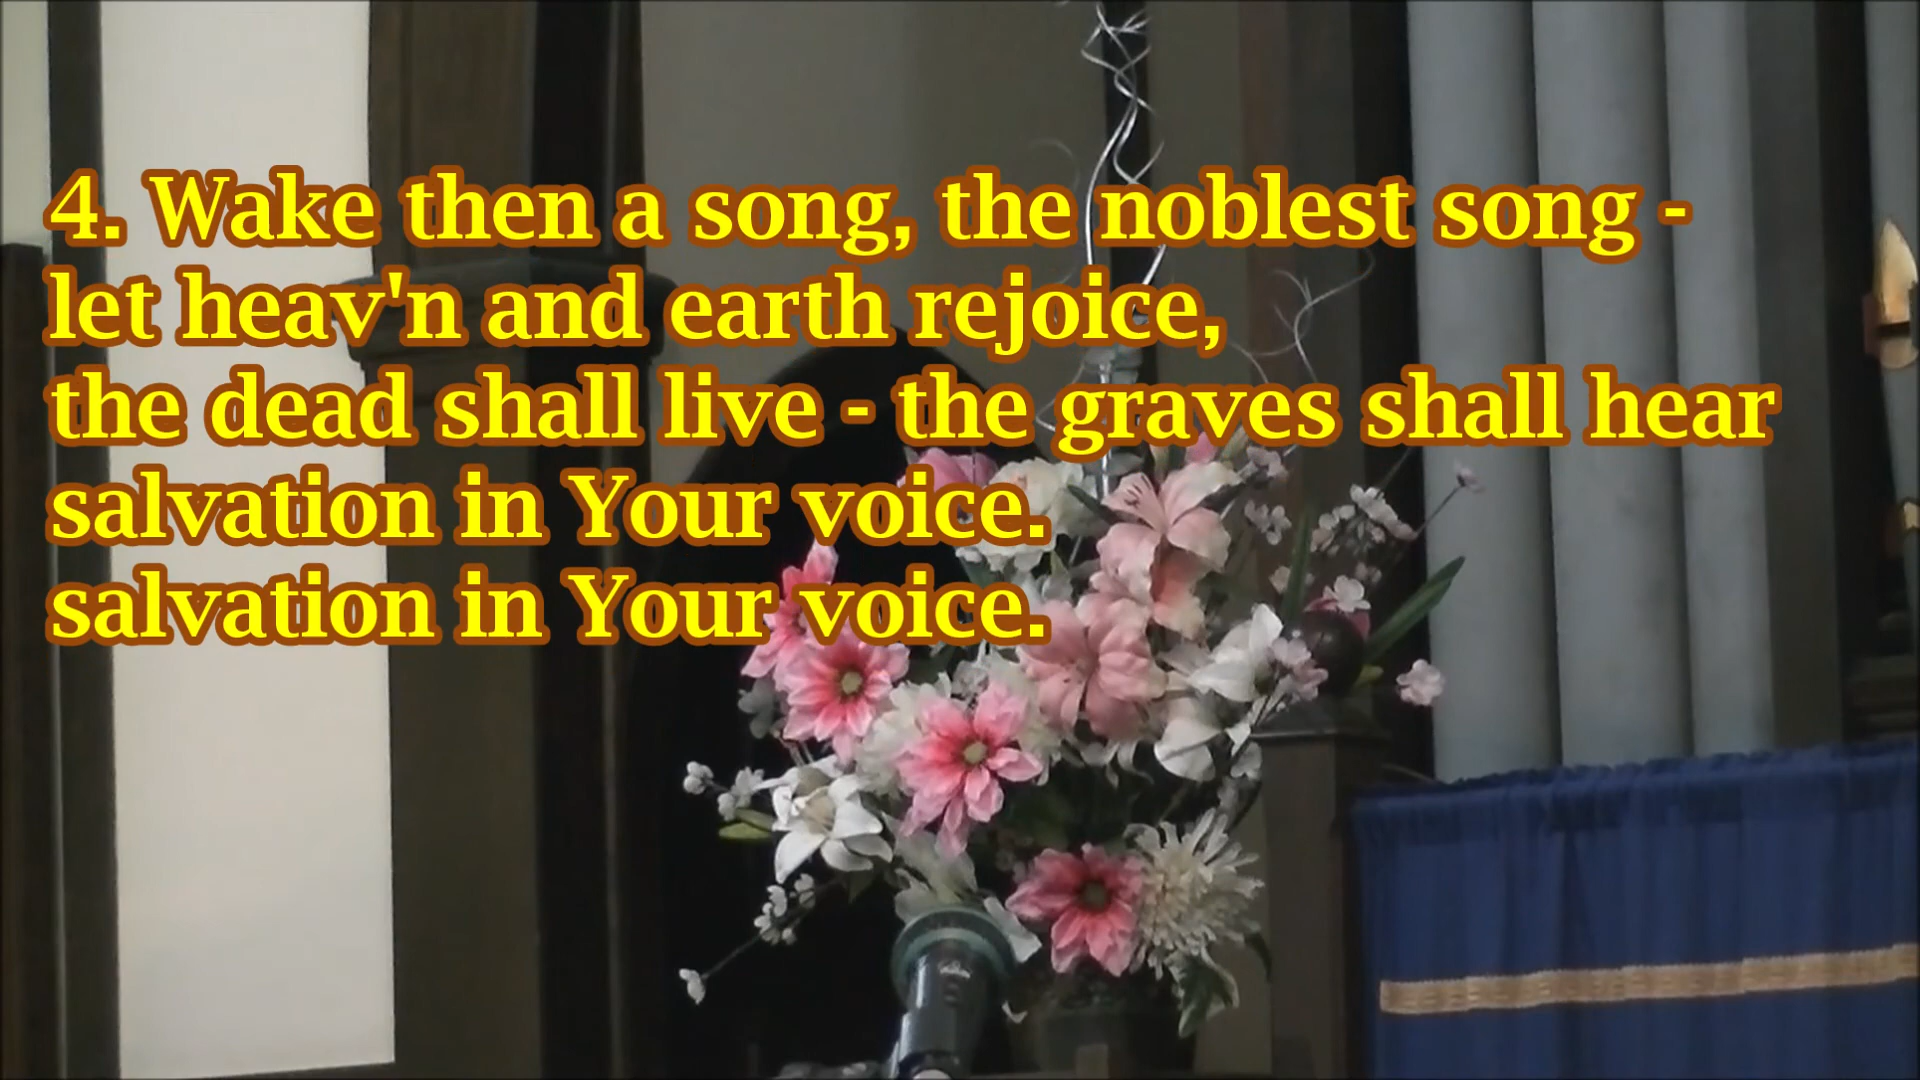 4. Wake then a song, the noblest song -
let heav'n and earth rejoice,
the dead shall live - the graves shall hear
salvation in Your voice.
salvation in Your voice.